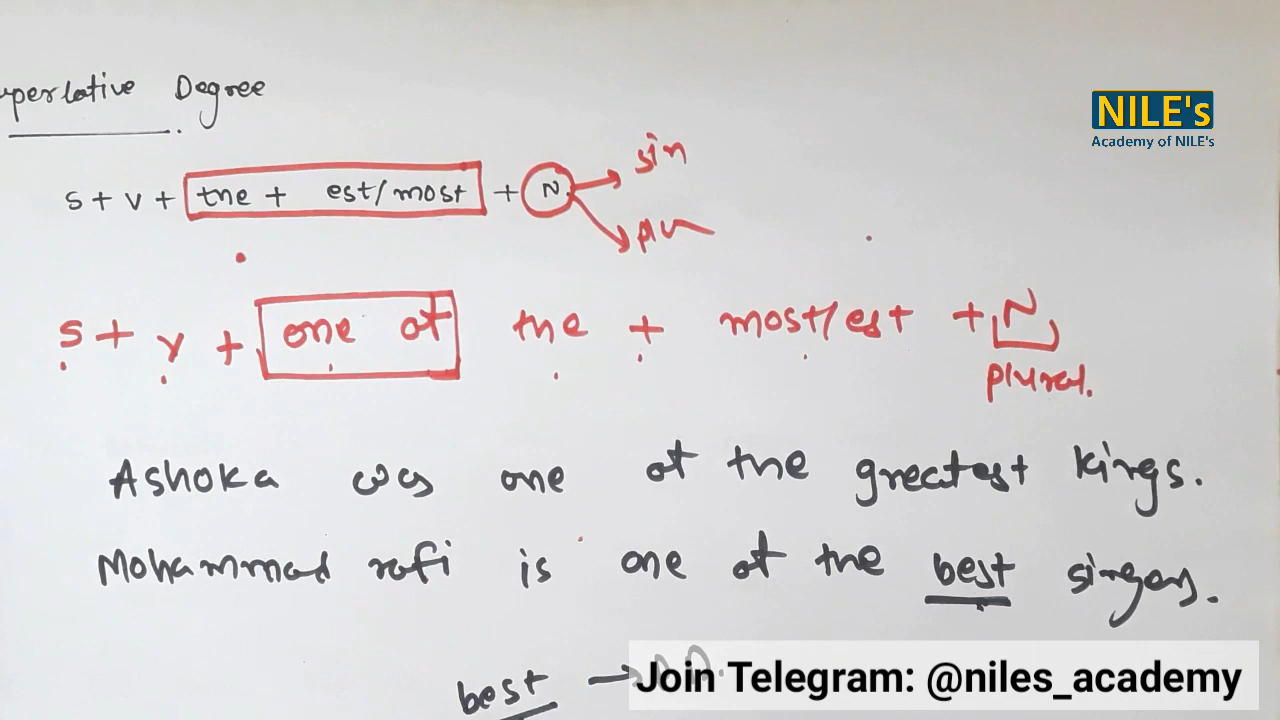 uperlative Degree
NILE's
Academy of NILE's
sin
S + V + the + est/most + N
plu
S + V + one of the + most/est + N
plural.
Ashoka was one of the greatest kings.
Mohammad rafi is one of the best singers.
best →
Join Telegram: @niles_academy